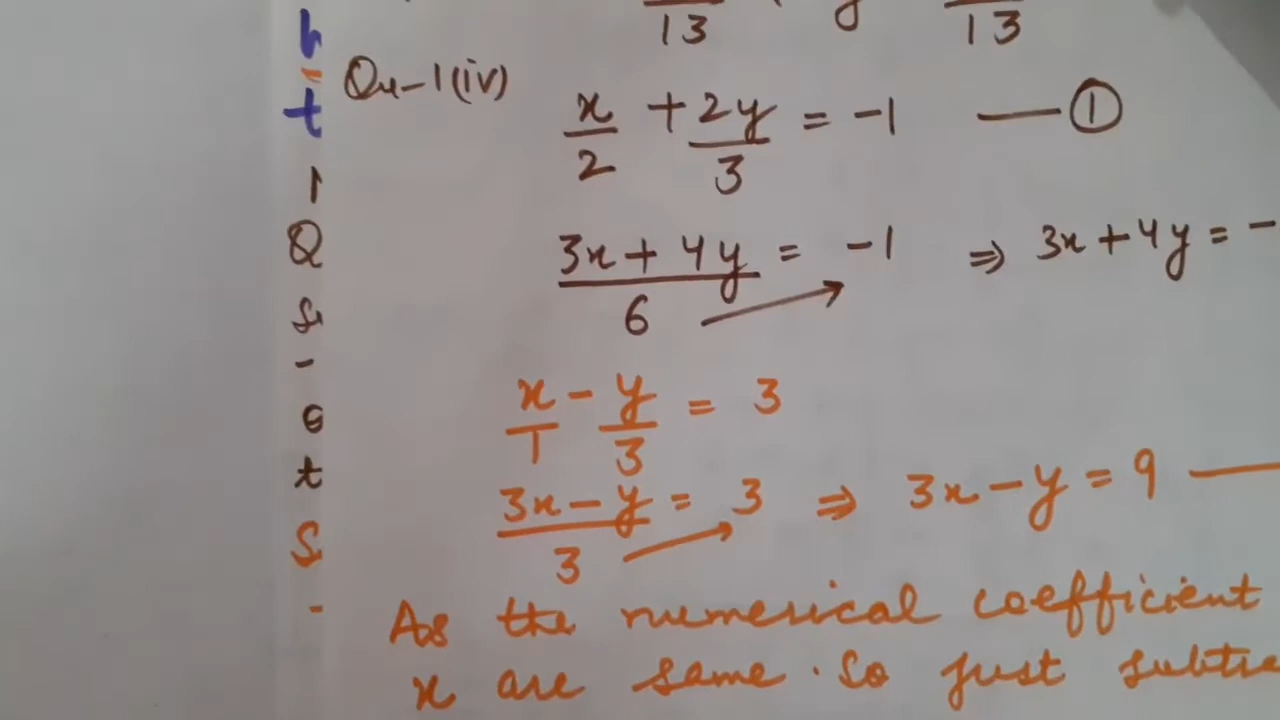 13 y 13
Qu-1(iv) x/2 + 2y/3 = -1 — ①
3x + 4y/6 = -1 ⇒ 3x + 4y = -
x/1 - y/3 = 3
3x - y/3 = 3 ⇒ 3x - y = 9 —
As the numerical coefficient
x are same. So just subtra